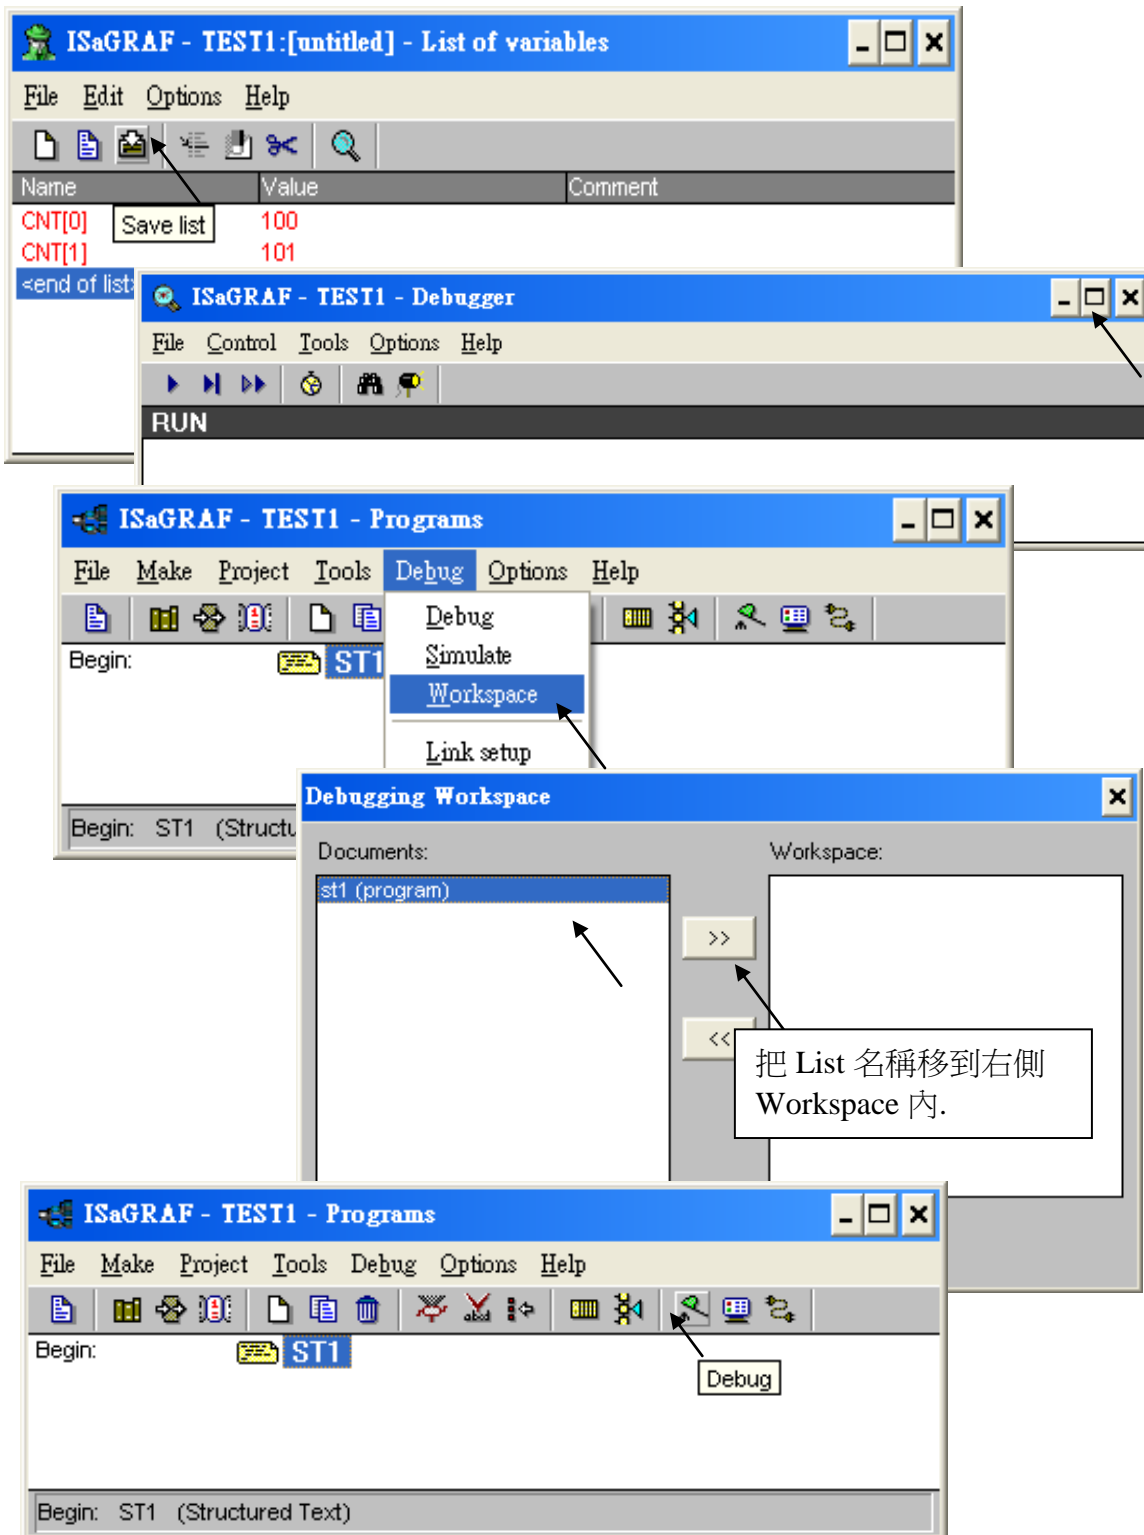 ISaGRAF - TEST1:[untitled] - List of variables
File Edit Options Help
Name Value Comment
CNT[0] 100
Save list
CNT[1] 101
<end of list>
ISaGRAF - TEST1 - Debugger
File Control Tools Options Help
RUN
ISaGRAF - TEST1 - Programs
File Make Project Tools Debug Options Help
Debug
Begin: ST1
Simulate
Workspace
Link setup
Begin: ST1 (Structu
Debugging Workspace
Documents: Workspace:
st1 (program)
>>
<<
把 List 名稱移到右側
Workspace 內.
ISaGRAF - TEST1 - Programs
File Make Project Tools Debug Options Help
Begin: ST1
Debug
Begin: ST1 (Structured Text)